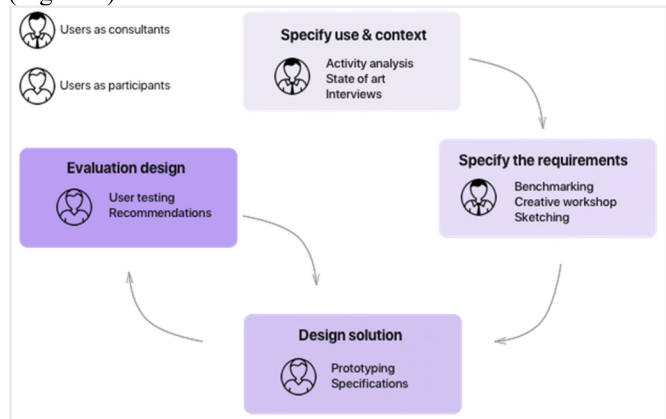 Users as consultants
Users as participants
Specify use & context
Activity analysis
State of art
Interviews
Specify the requirements
Benchmarking
Creative workshop
Sketching
Evaluation design
User testing
Recommendations
Design solution
Prototyping
Specifications